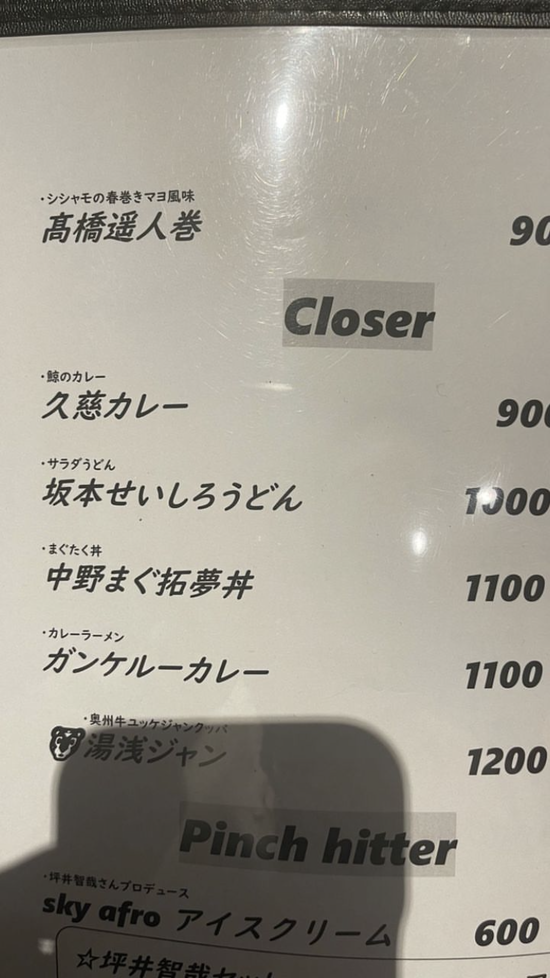 ・シシャモの春巻きマヨ風味
髙橋遥人巻 90
Closer
・鯨のカレー
久慈カレー 900
・サラダうどん
坂本せいしろうどん 1000
・まぐたく丼
中野まぐ拓夢丼 1100
・カレーラーメン
ガンケルーカレー 1100
・奥州牛ユッケジャンクッパ
湯浅ジャン 1200
Pinch hitter
・坪井智哉さんプロデュース
sky afro アイスクリーム 600
☆坪井智哉セット